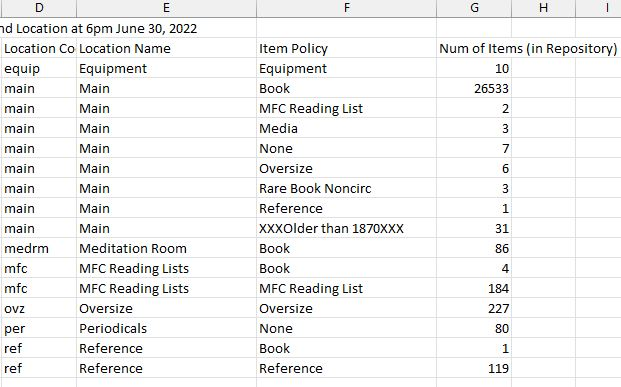 D E F G H I
nd Location at 6pm June 30, 2022
Location Co Location Name Item Policy Num of Items (in Repository)
equip Equipment Equipment 10
main Main Book 26533
main Main MFC Reading List 2
main Main Media 3
main Main None 7
main Main Oversize 6
main Main Rare Book Noncirc 3
main Main Reference 1
main Main XXXOlder than 1870XXX 31
medrm Meditation Room Book 86
mfc MFC Reading Lists Book 4
mfc MFC Reading Lists MFC Reading List 184
ovz Oversize Oversize 227
per Periodicals None 80
ref Reference Book 1
ref Reference Reference 119